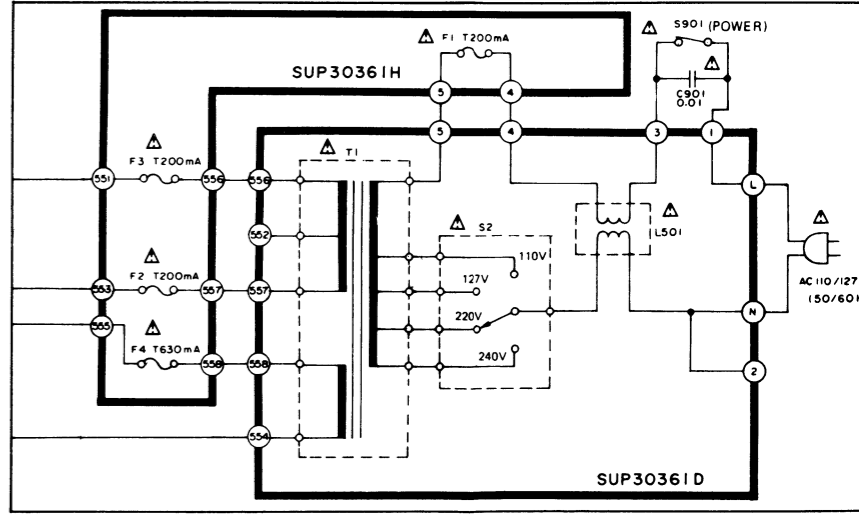 S901 (POWER)
F1 T200mA
SUP30361H
C901
0.01
5
4
5
4
3
1
F3 T200mA
T1
551
556
556
L
S2
L501
552
110V
F2 T200mA
127V
AC 110/127
(50/60H
553
557
557
220V
N
555
F4 T630mA
240V
558
558
2
554
SUP30361D